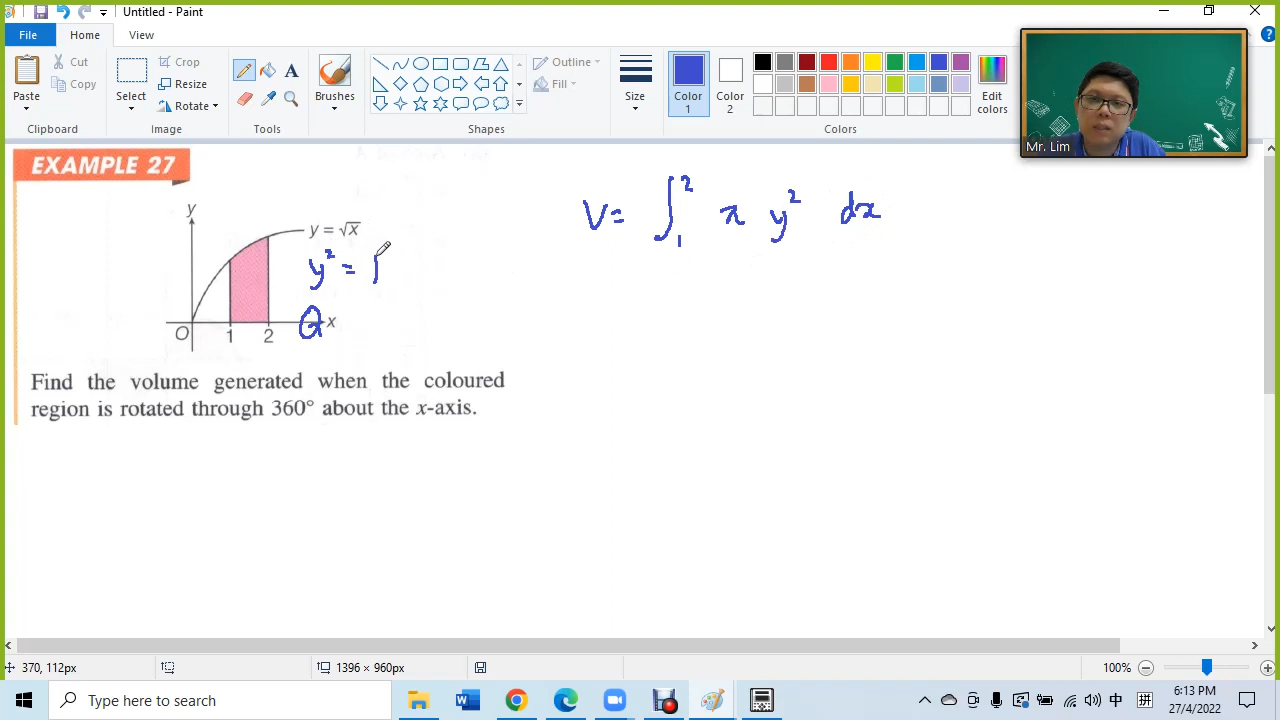 Untitled - Paint
File Home View
Paste Cut Copy
Clipboard
Select Crop Resize Rotate
Image
A
Tools
Brushes
Outline Fill
Shapes
Size
Color 1
Color 2
Edit colors
Colors
Mr. Lim
EXAMPLE 27
y
y = √x
y² =
O 1 2 x
Find the volume generated when the coloured
region is rotated through 360° about the x-axis.
V = ∫₁² π y² dx
370, 112px
1396 × 960px
100%
Type here to search
中
拼
6:13 PM
27/4/2022